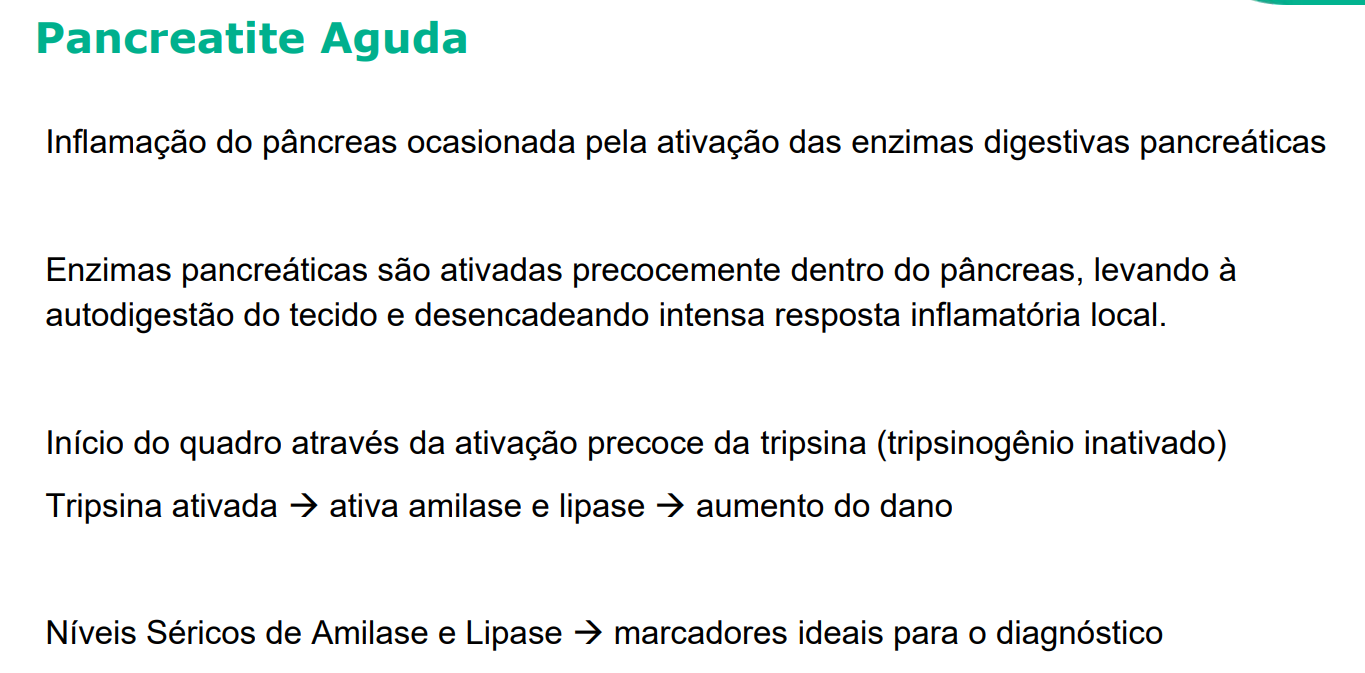 Pancreatite Aguda
Inflamação do pâncreas ocasionada pela ativação das enzimas digestivas pancreáticas
Enzimas pancreáticas são ativadas precocemente dentro do pâncreas, levando à
autodigestão do tecido e desencadeando intensa resposta inflamatória local.
Início do quadro através da ativação precoce da tripsina (tripsinogênio inativado)
Tripsina ativada → ativa amilase e lipase → aumento do dano
Níveis Séricos de Amilase e Lipase → marcadores ideais para o diagnóstico